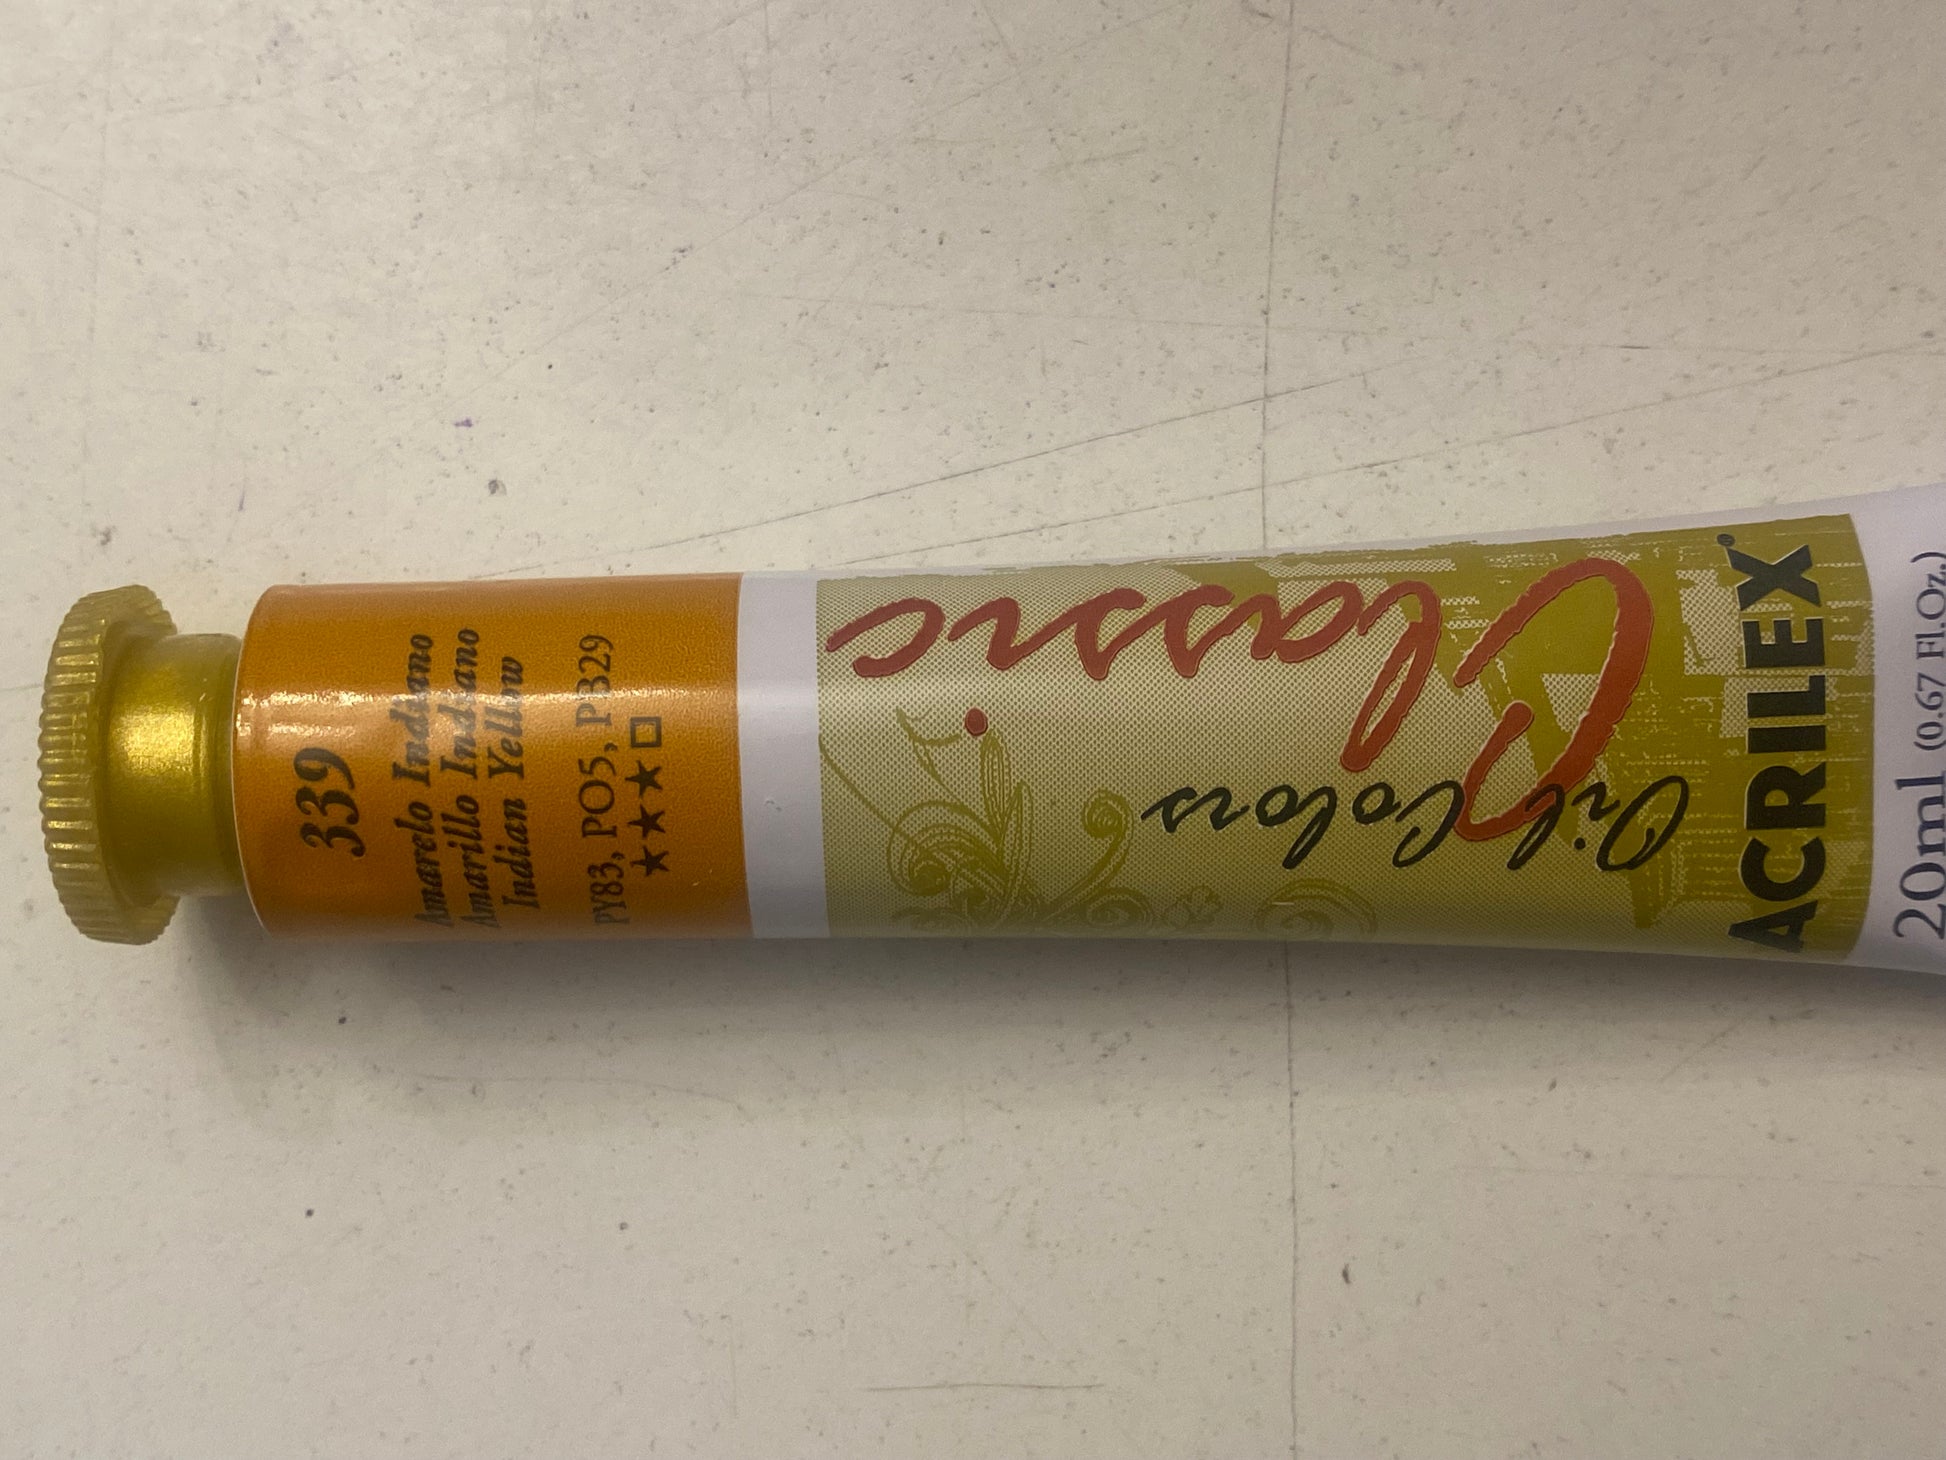 339
Amarelo Indiano
Amarillo Indiano
Indian Yellow
PY83, PO5, PB29
★★★□
Classic
Oil Colors
ACRILEX®
20ml (0.67 Fl.Oz.)